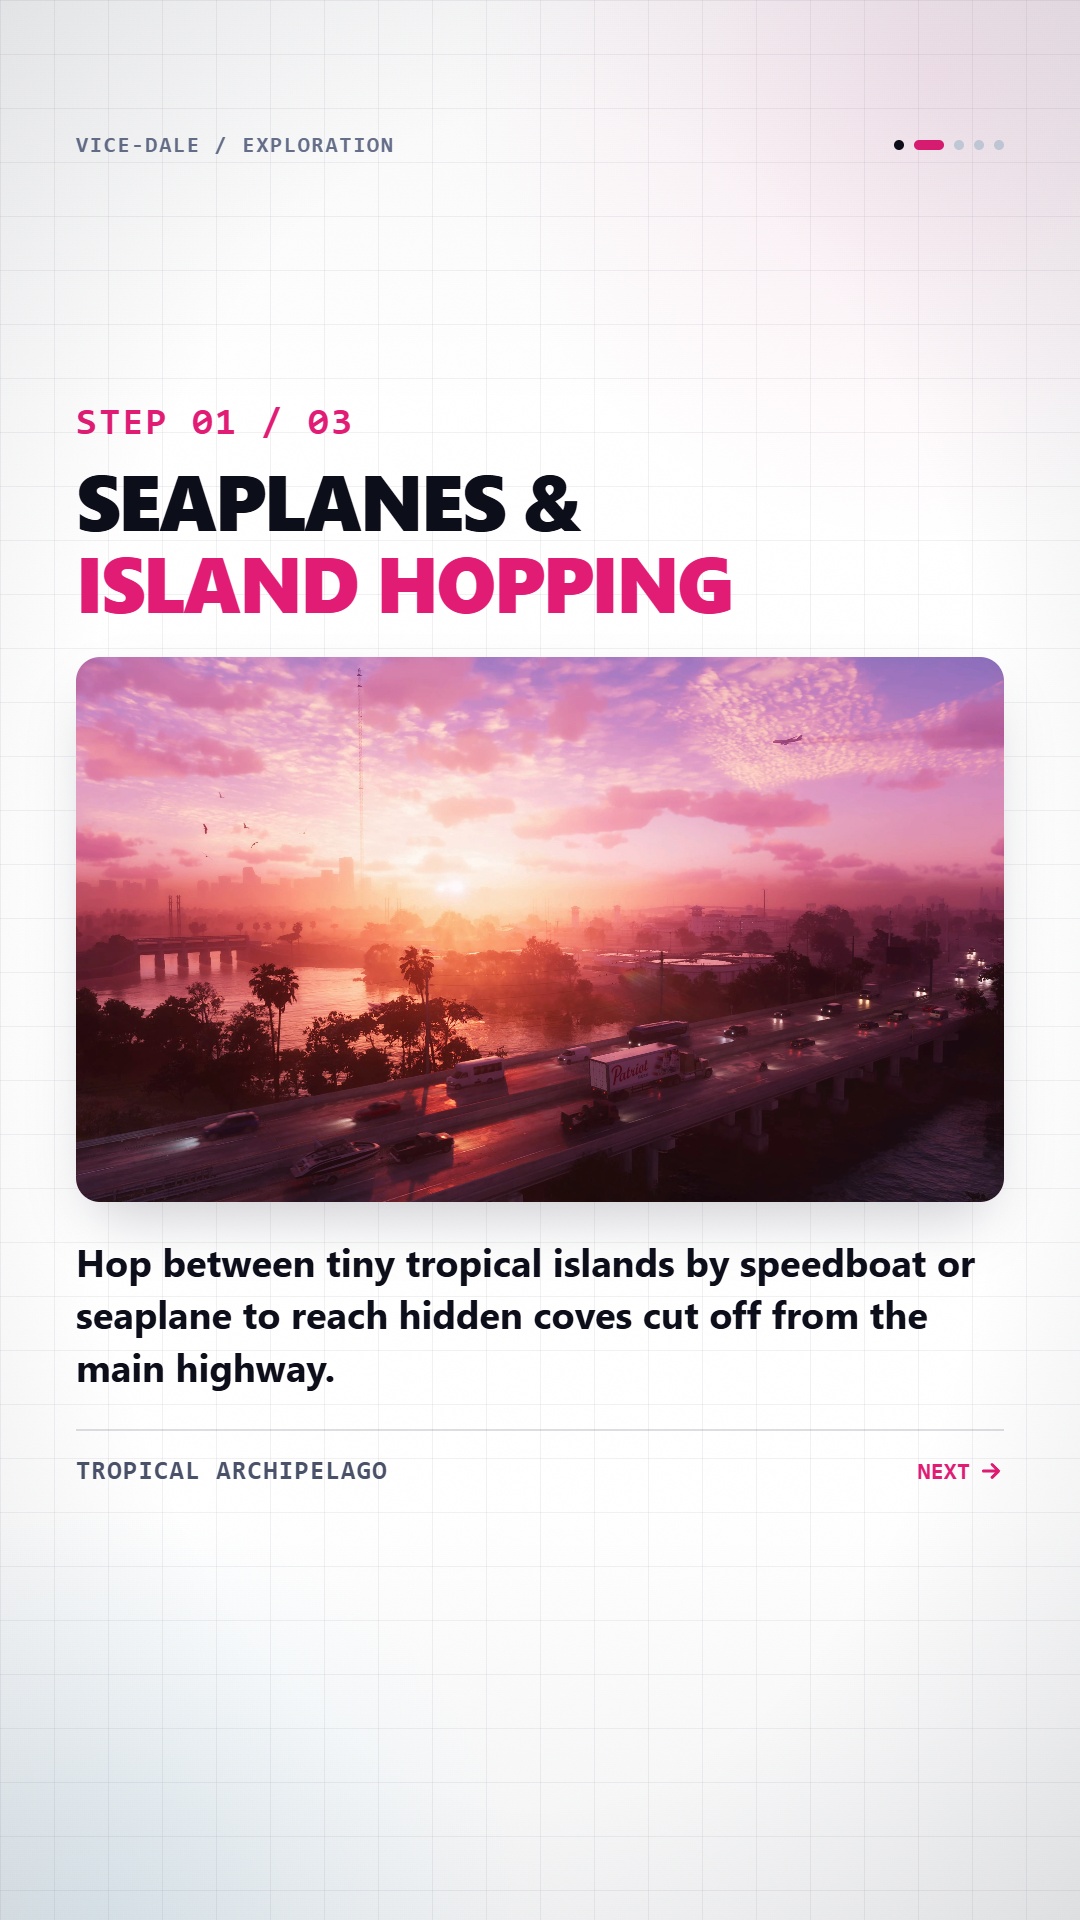 VICE-DALE / EXPLORATION
STEP 01 / 03
SEAPLANES &
ISLAND HOPPING
Patriot
Hop between tiny tropical islands by speedboat or
seaplane to reach hidden coves cut off from the
main highway.
TROPICAL ARCHIPELAGO
NEXT →